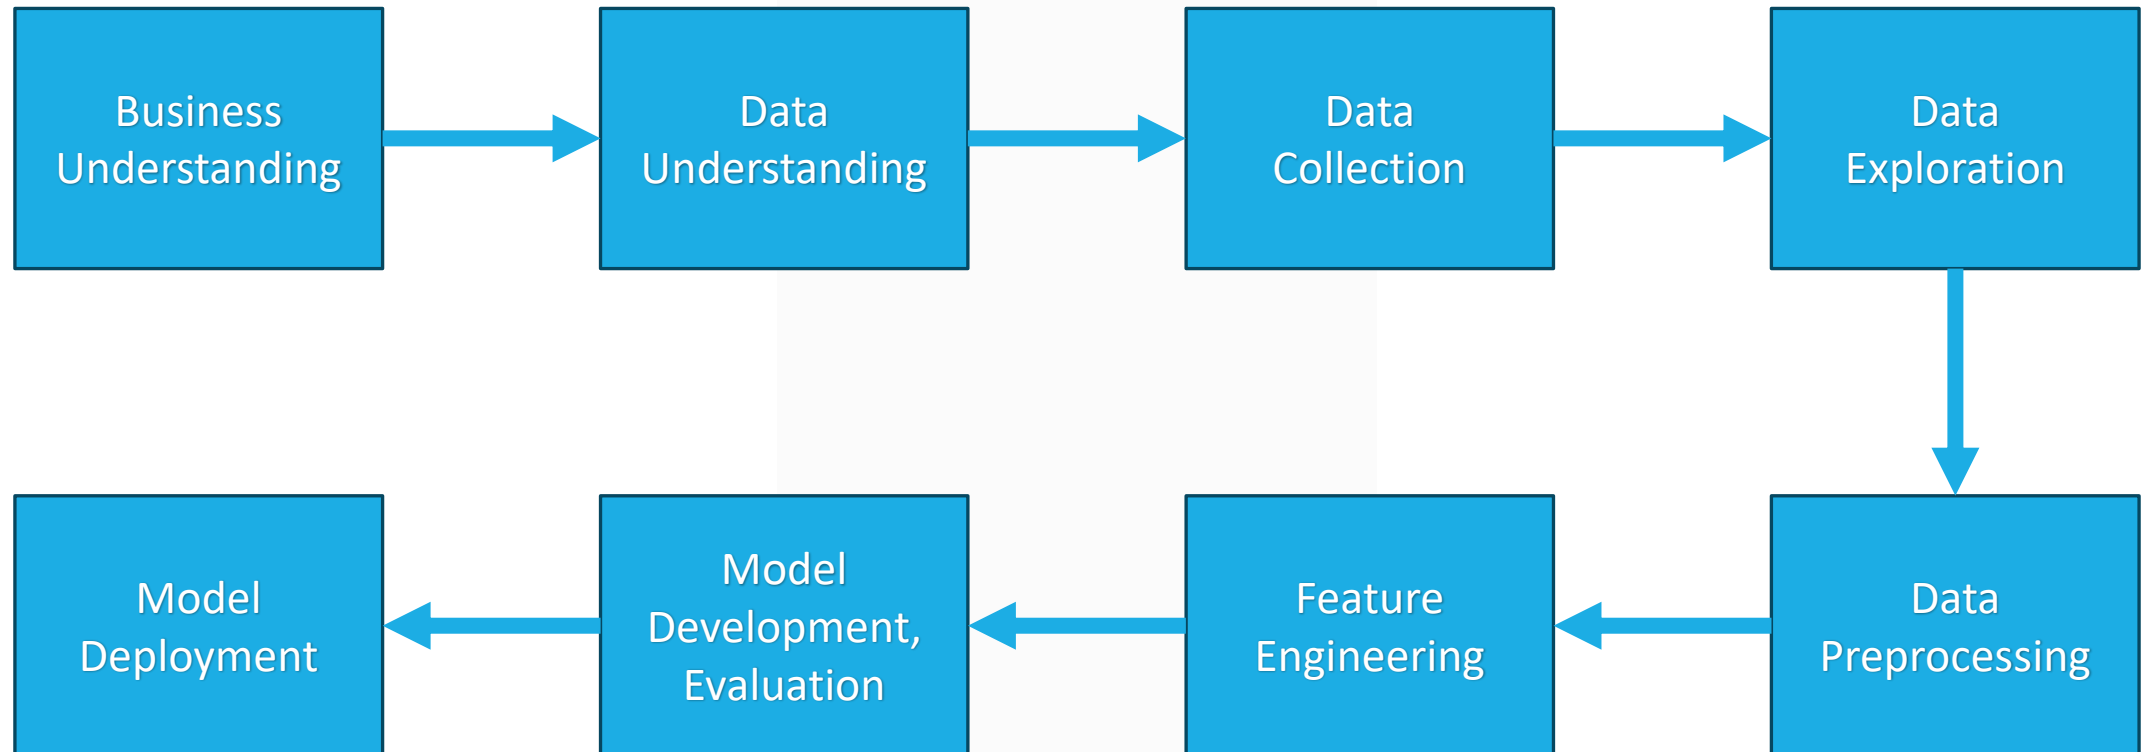 Business
Understanding
Data
Understanding
Data
Collection
Data
Exploration
Data
Preprocessing
Feature
Engineering
Model
Development,
Evaluation
Model
Deployment